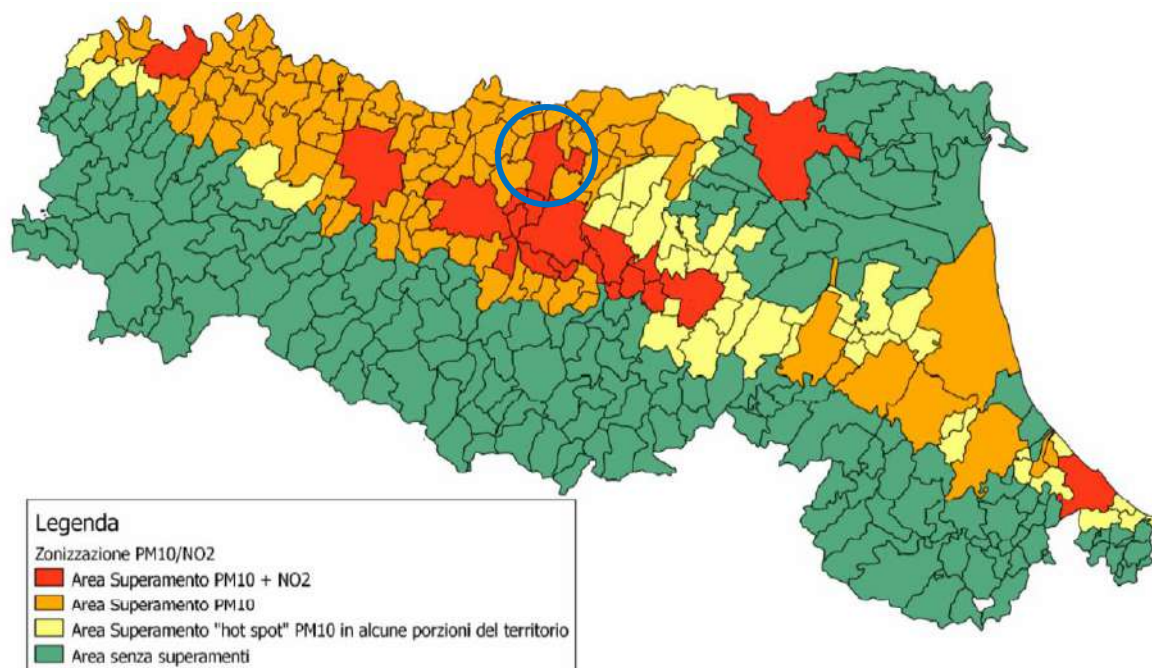 Legenda
Zonizzazione PM10/NO2
Area Superamento PM10 + NO2
Area Superamento PM10
Area Superamento "hot spot" PM10 in alcune porzioni del territorio
Area senza superamenti